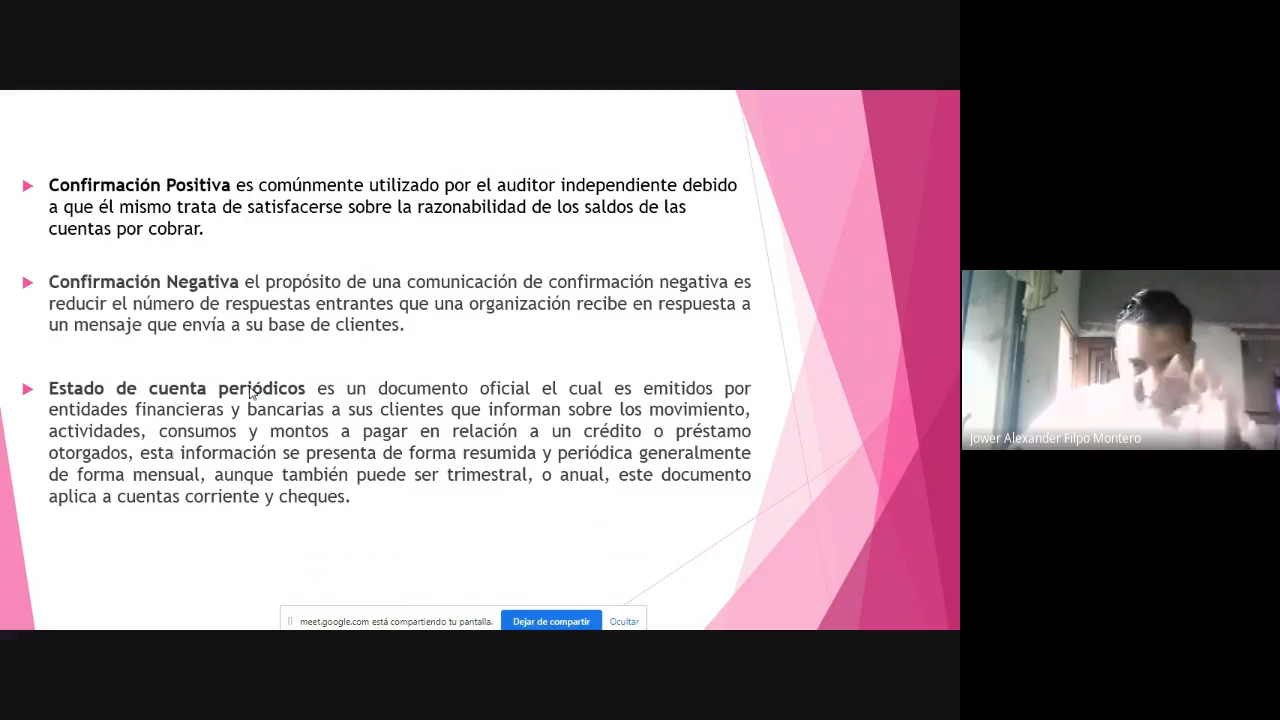 Confirmación Positiva es comúnmente utilizado por el auditor independiente debido
a que él mismo trata de satisfacerse sobre la razonabilidad de los saldos de las
cuentas por cobrar.
Confirmación Negativa el propósito de una comunicación de confirmación negativa es
reducir el número de respuestas entrantes que una organización recibe en respuesta a
un mensaje que envía a su base de clientes.
Estado de cuenta periódicos es un documento oficial el cual es emitidos por
entidades financieras y bancarias a sus clientes que informan sobre los movimiento,
actividades, consumos y montos a pagar en relación a un crédito o préstamo
otorgados, esta información se presenta de forma resumida y periódica generalmente
de forma mensual, aunque también puede ser trimestral, o anual, este documento
aplica a cuentas corriente y cheques.
meet.google.com está compartiendo tu pantalla. Dejar de compartir Ocultar
Jower Alexander Filpo Montero